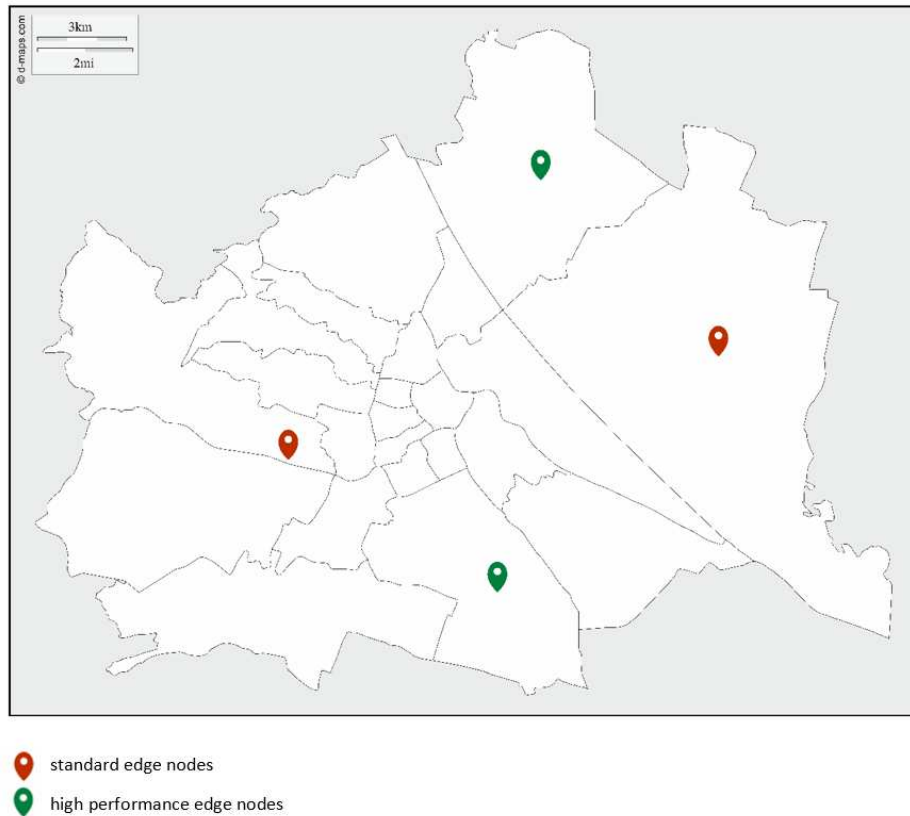 3km
2mi
© d-maps.com
standard edge nodes
high performance edge nodes